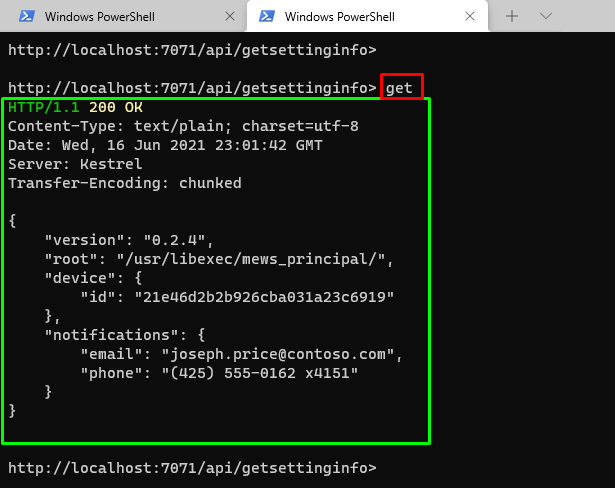 Windows PowerShell
Windows PowerShell
http://localhost:7071/api/getsettinginfo>
http://localhost:7071/api/getsettinginfo> get
HTTP/1.1 200 OK
Content-Type: text/plain; charset=utf-8
Date: Wed, 16 Jun 2021 23:01:42 GMT
Server: Kestrel
Transfer-Encoding: chunked
{
    "version": "0.2.4",
    "root": "/usr/libexec/mews_principal/",
    "device": {
        "id": "21e46d2b2b926cba031a23c6919"
    },
    "notifications": {
        "email": "joseph.price@contoso.com",
        "phone": "(425) 555-0162 x4151"
    }
}
http://localhost:7071/api/getsettinginfo>